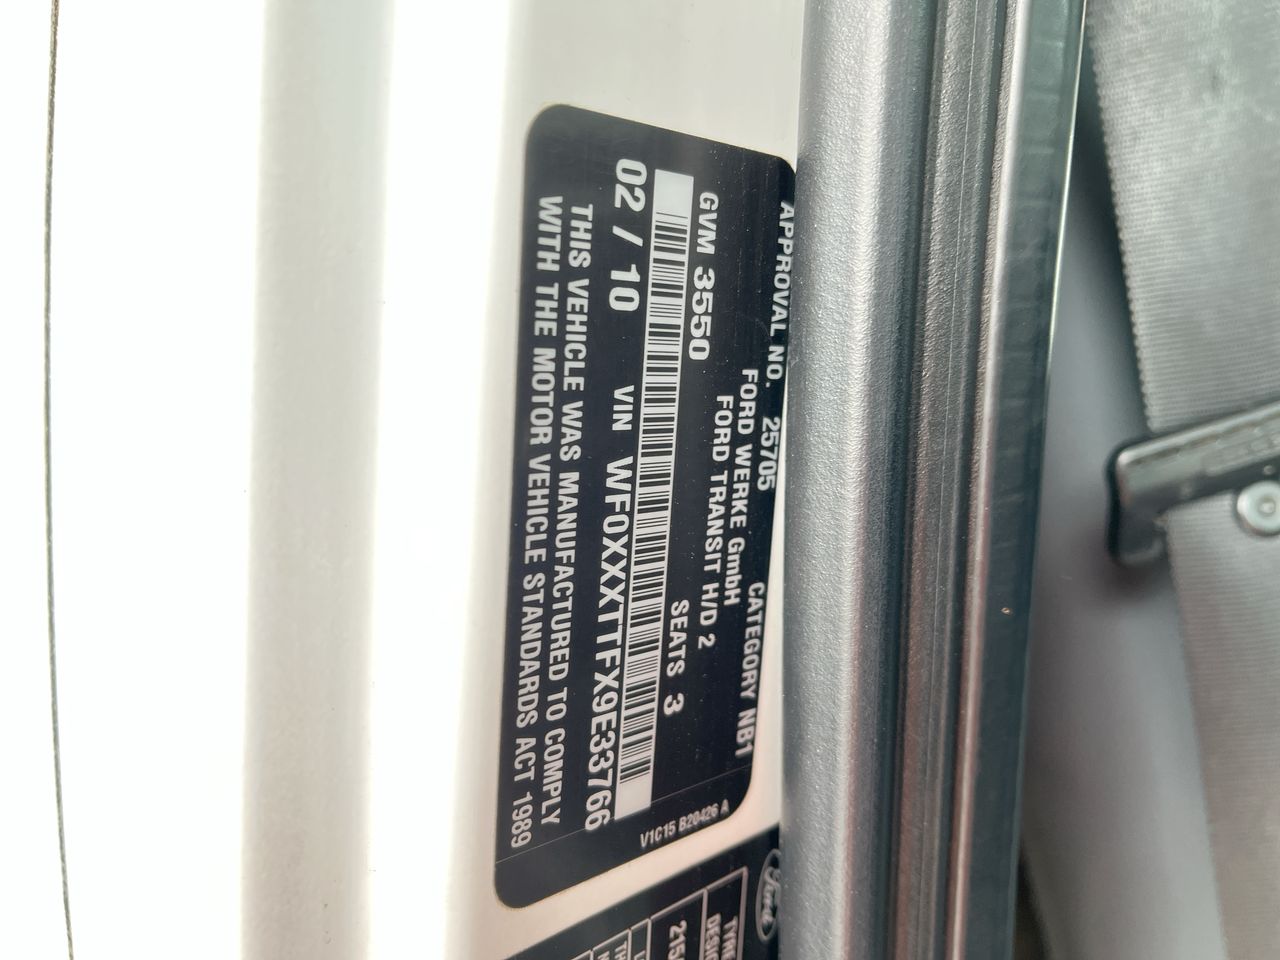 APPROVAL NO. 25705 CATEGORY NB1
FORD WERKE GmbH
FORD TRANSIT H/D 2
GVM 3550 SEATS 3
02 / 10 VIN WF0XXXTTFX9E33766
THIS VEHICLE WAS MANUFACTURED TO COMPLY
WITH THE MOTOR VEHICLE STANDARDS ACT 1989
V1C15 B20426 A
Ford